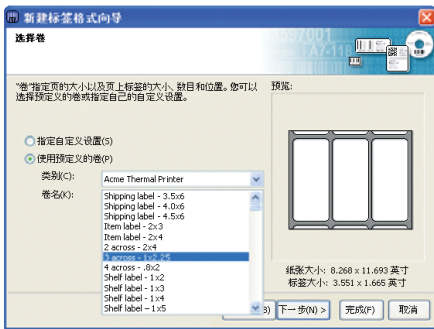 新建标签格式向导
选择卷
“卷”指定页的大小以及页上标签的大小、数目和位置。您可以
选择预定义的卷或指定自己的自定义设置。
预览:
指定自定义设置(S)
使用预定义的卷(P)
类别(C):
Acme Thermal Printer
卷名(K):
Shipping label - 3.5x6
Shipping label - 4.0x6
Shipping label - 4.5x6
Item label - 2x3
Item label - 2x4
2 across - 2x4
3 across - 1x2.25
4 across - .8x2
Shelf label - 1x2
Shelf label - 1x3
Shelf label - 1x4
Shelf label - 1x5
纸张大小: 8.268 x 11.693 英寸
标签大小: 3.551 x 1.665 英寸
B)
下一步(N) >
完成(F)
取消